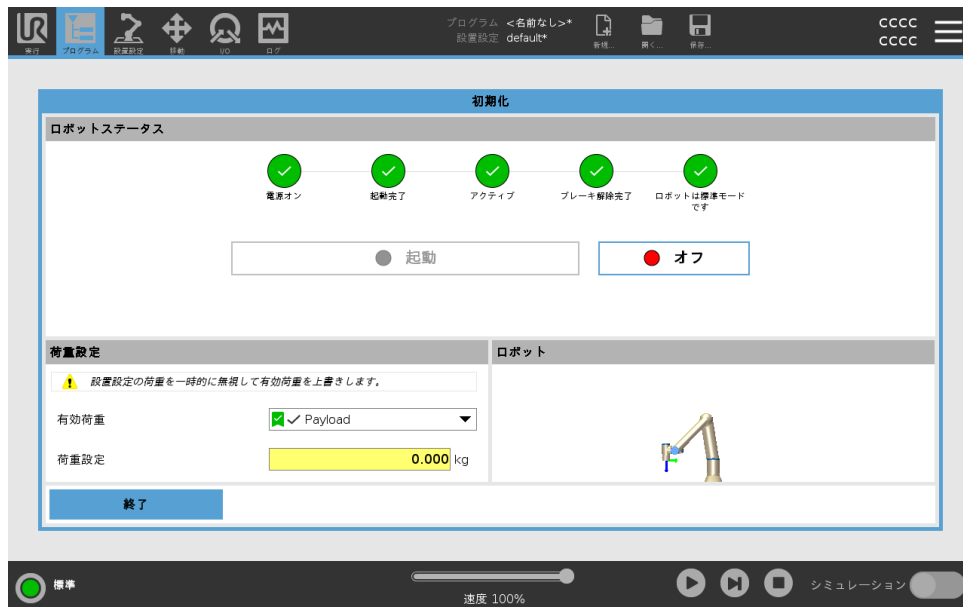 プログラム <名前なし>*
設置設定 default*
実行
プログラム
設置設定
移動
I/O
ログ
新規...
開く...
保存...
cccc
cccc
初期化
ロボットステータス
電源オン
起動完了
アクティブ
ブレーキ解除完了
ロボットは標準モード
です
起動
オフ
荷重設定
ロボット
設置設定の荷重を一時的に無視して有効荷重を上書きします。
有効荷重
Payload
荷重設定
0.000 kg
終了
標準
速度 100%
シミュレーション